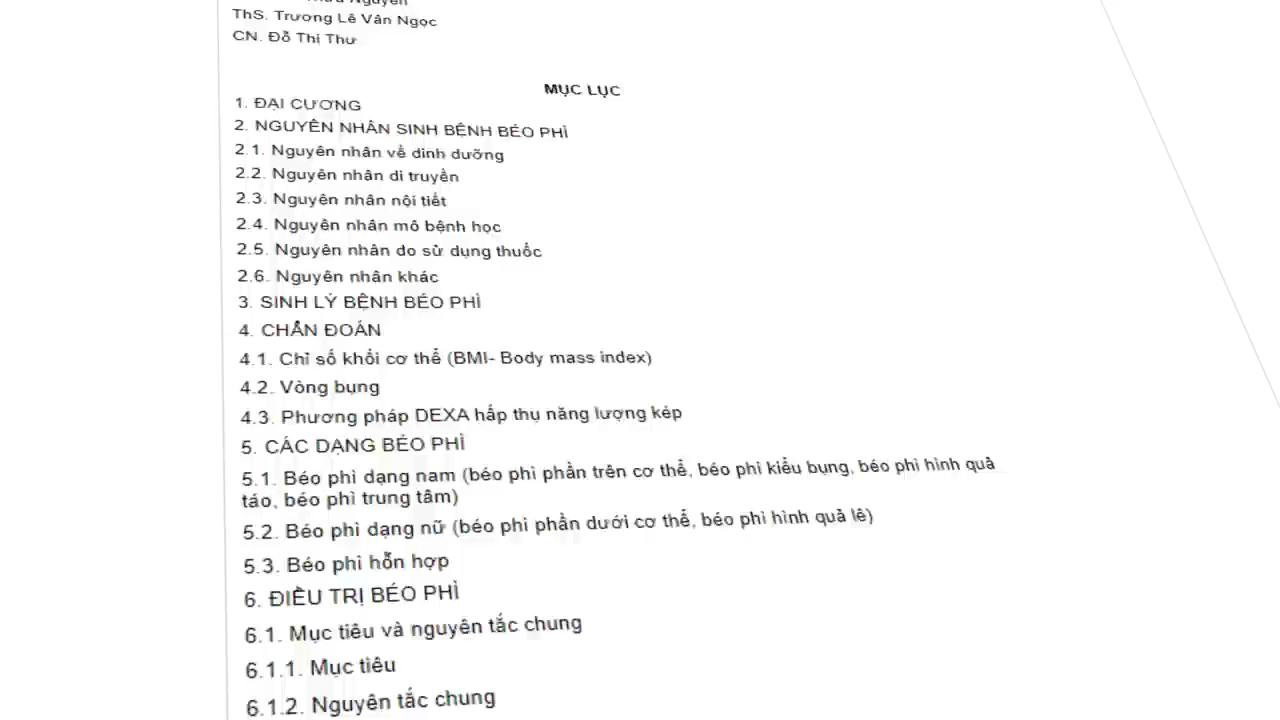 Nguyên
ThS. Trương Lê Vân Ngọc
CN. Đỗ Thị Thư
MỤC LỤC
1. ĐẠI CƯƠNG
2. NGUYÊN NHÂN SINH BỆNH BÉO PHÌ
2.1. Nguyên nhân về dinh dưỡng
2.2. Nguyên nhân di truyền
2.3. Nguyên nhân nội tiết
2.4. Nguyên nhân mô bệnh học
2.5. Nguyên nhân do sử dụng thuốc
2.6. Nguyên nhân khác
3. SINH LÝ BỆNH BÉO PHÌ
4. CHẨN ĐOÁN
4.1. Chỉ số khối cơ thể (BMI- Body mass index)
4.2. Vòng bụng
4.3. Phương pháp DEXA hấp thụ năng lượng kép
5. CÁC DẠNG BÉO PHÌ
5.1. Béo phì dạng nam (béo phì phần trên cơ thể, béo phì kiểu bụng, béo phì hình quả
táo, béo phì trung tâm)
5.2. Béo phì dạng nữ (béo phì phần dưới cơ thể, béo phì hình quả lê)
5.3. Béo phì hỗn hợp
6. ĐIỀU TRỊ BÉO PHÌ
6.1. Mục tiêu và nguyên tắc chung
6.1.1. Mục tiêu
6.1.2. Nguyên tắc chung